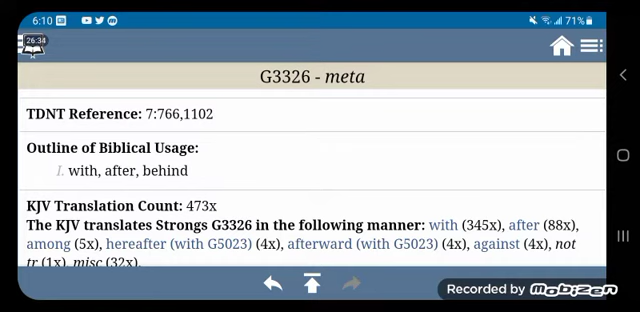 6:10
71%
26:34
G3326 - meta
TDNT Reference: 7:766,1102
Outline of Biblical Usage:
I. with, after, behind
KJV Translation Count: 473x
The KJV translates Strongs G3326 in the following manner: with (345x), after (88x),
among (5x), hereafter (with G5023) (4x), afterward (with G5023) (4x), against (4x), not
tr (1x), misc (32x).
Recorded by Mobizen